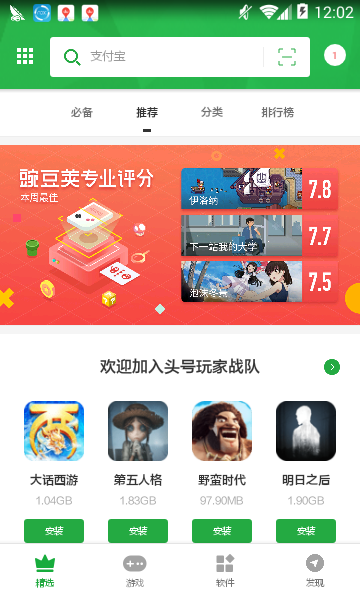 12:02
支付宝
1
必备 推荐 分类 排行榜
豌豆荚专业评分
本周最佳
伊洛纳 7.8
下一站我的大学 7.7
泡沫冬景 7.5
欢迎加入头号玩家战队
大话西游 第五人格 野蛮时代 明日之后
1.04GB 1.83GB 97.90MB 1.90GB
安装 安装 安装 安装
精选 游戏 软件 发现